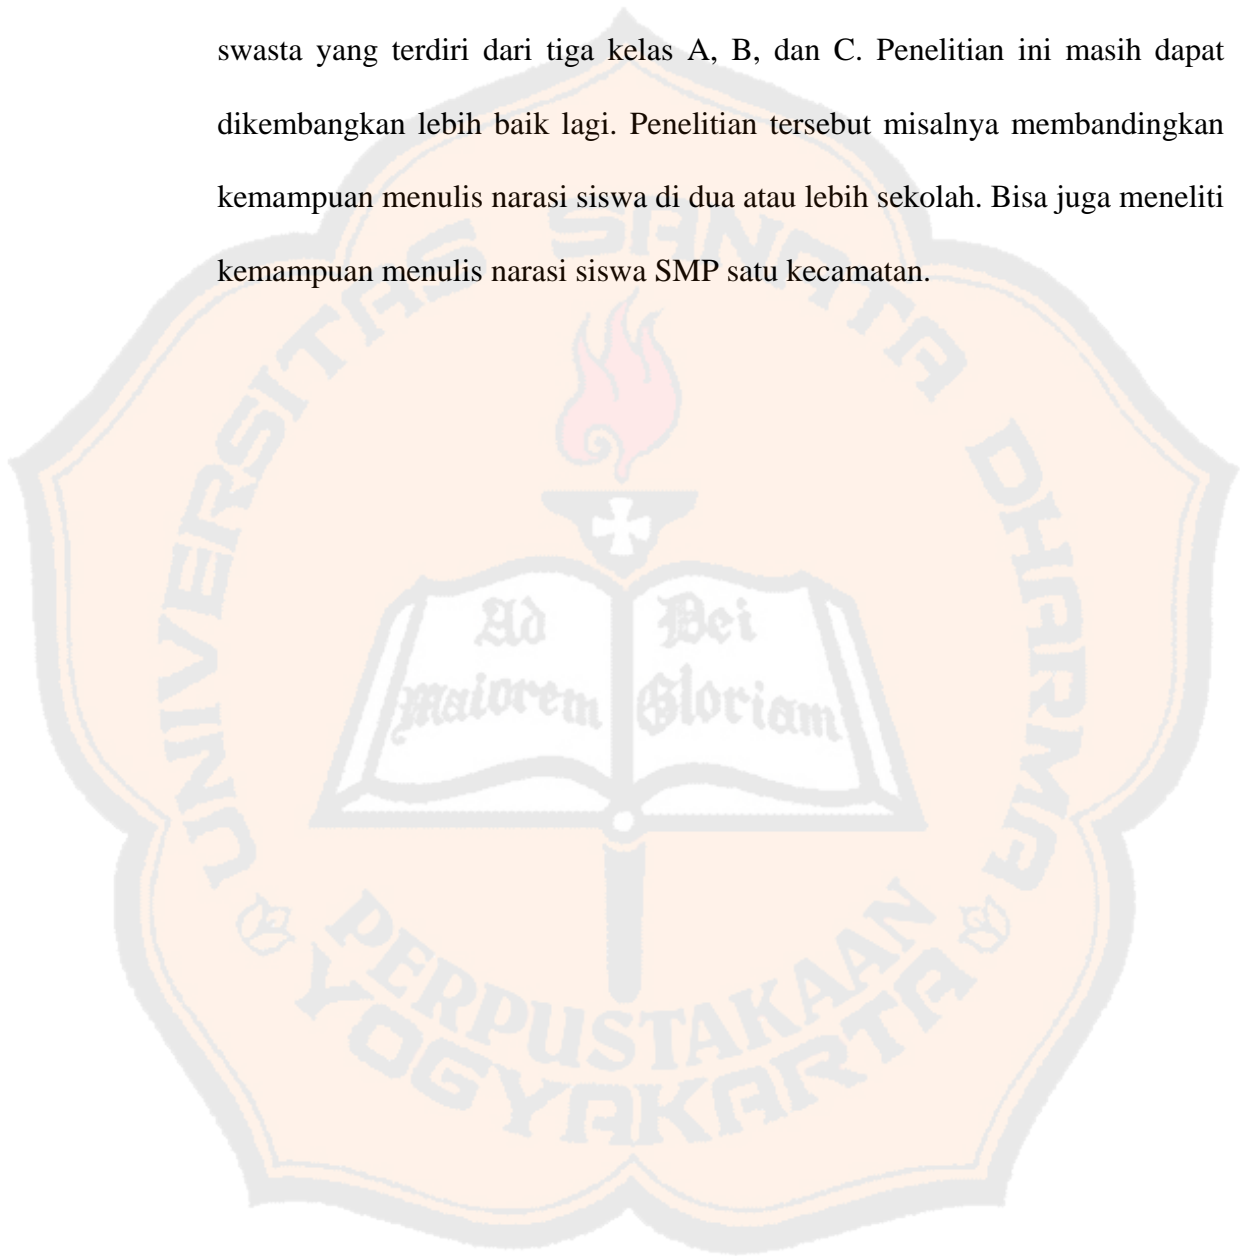 swasta yang terdiri dari tiga kelas A, B, dan C. Penelitian ini masih dapat
dikembangkan lebih baik lagi. Penelitian tersebut misalnya membandingkan
kemampuan menulis narasi siswa di dua atau lebih sekolah. Bisa juga meneliti
kemampuan menulis narasi siswa SMP satu kecamatan.
UNIVERSITAS SANATA DHARMA
Ad Dei
Maiorem Gloriam
PERPUSTAKAAN
YOGYAKARTA